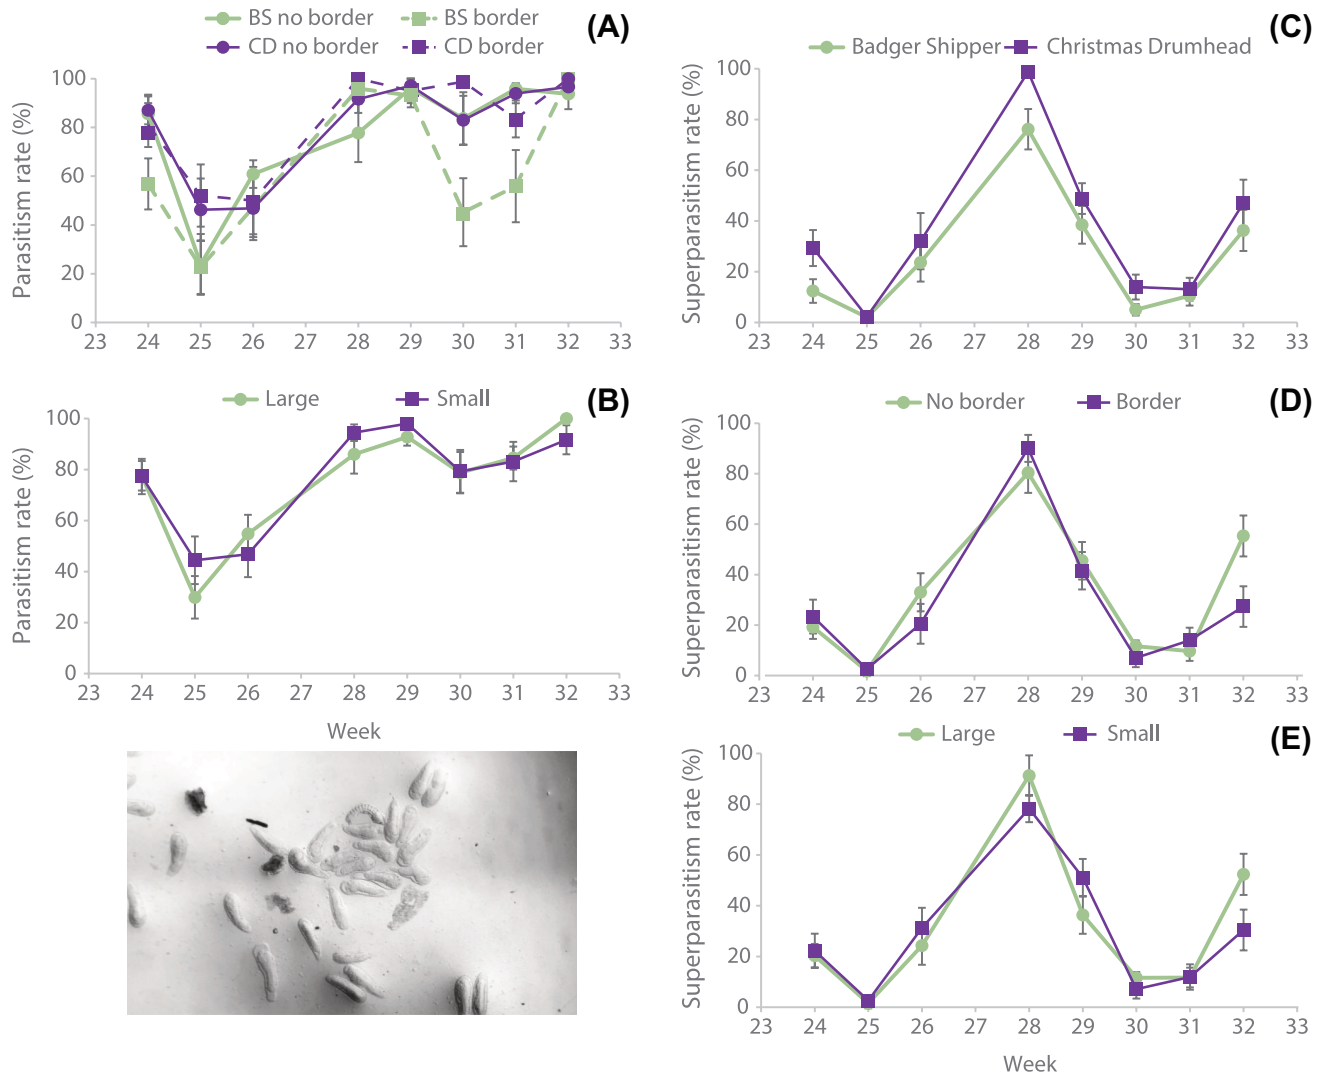 BS no border BS border
CD no border CD border
(A)
Parasitism rate (%)
100
80
60
40
20
0
23 24 25 26 27 28 29 30 31 32 33
Large Small
(B)
Parasitism rate (%)
100
80
60
40
20
0
23 24 25 26 27 28 29 30 31 32 33
Week
Badger Shipper Christmas Drumhead
(C)
Superparasitism rate (%)
100
80
60
40
20
0
23 24 25 26 27 28 29 30 31 32 33
No border Border
(D)
Superparasitism rate (%)
100
80
60
40
20
0
23 24 25 26 27 28 29 30 31 32 33
Large Small
(E)
Superparasitism rate (%)
100
80
60
40
20
0
23 24 25 26 27 28 29 30 31 32 33
Week